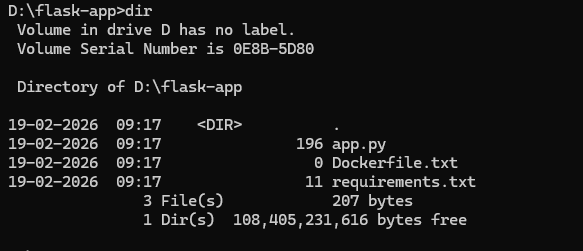 D:\flask-app>dir
 Volume in drive D has no label.
 Volume Serial Number is 0E8B-5D80

 Directory of D:\flask-app

19-02-2026  09:17    <DIR>          .
19-02-2026  09:17               196 app.py
19-02-2026  09:17                 0 Dockerfile.txt
19-02-2026  09:17                11 requirements.txt
               3 File(s)            207 bytes
               1 Dir(s)  108,405,231,616 bytes free